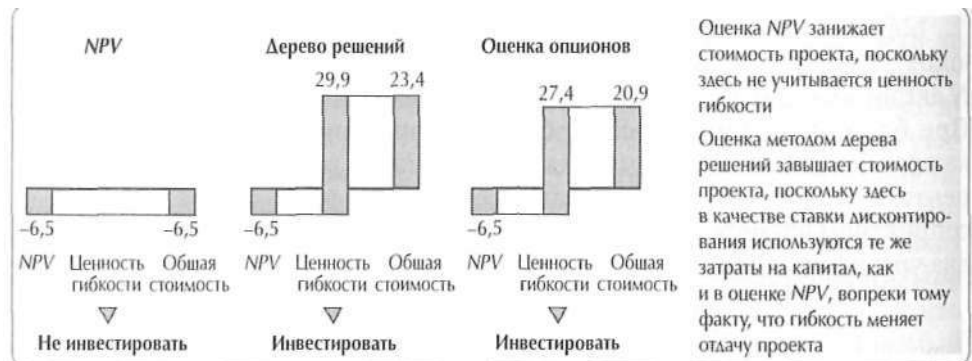 NPV
Дерево решений
Оценка опционов
29,9
23,4
27,4
20,9
–6,5
–6,5
–6,5
–6,5
NPV Ценность Общая
гибкости стоимость
NPV Ценность Общая
гибкости стоимость
NPV Ценность Общая
гибкости стоимость
Не инвестировать
Инвестировать
Инвестировать
Оценка NPV занижает
стоимость проекта, поскольку
здесь не учитывается ценность
гибкости
Оценка методом дерева
решений завышает стоимость
проекта, поскольку здесь
в качестве ставки дисконтиро-
вания используются те же
затраты на капитал, как
и в оценке NPV, вопреки тому
факту, что гибкость меняет
отдачу проекта